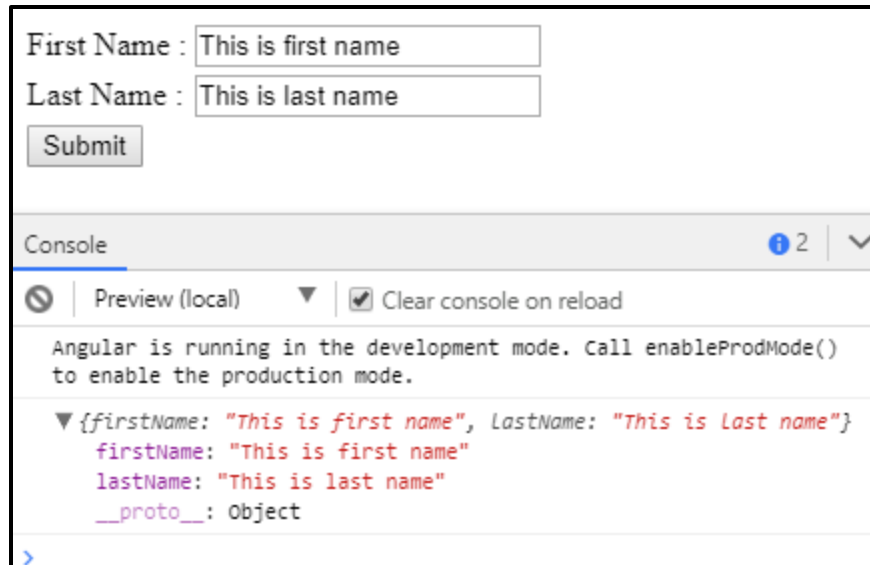 First Name : This is first name
Last Name : This is last name
Submit
Console 2
Preview (local) ▼ Clear console on reload
Angular is running in the development mode. Call enableProdMode()
to enable the production mode.
▼{firstName: "This is first name", lastName: "This is last name"}
firstName: "This is first name"
lastName: "This is last name"
__proto__: Object
>